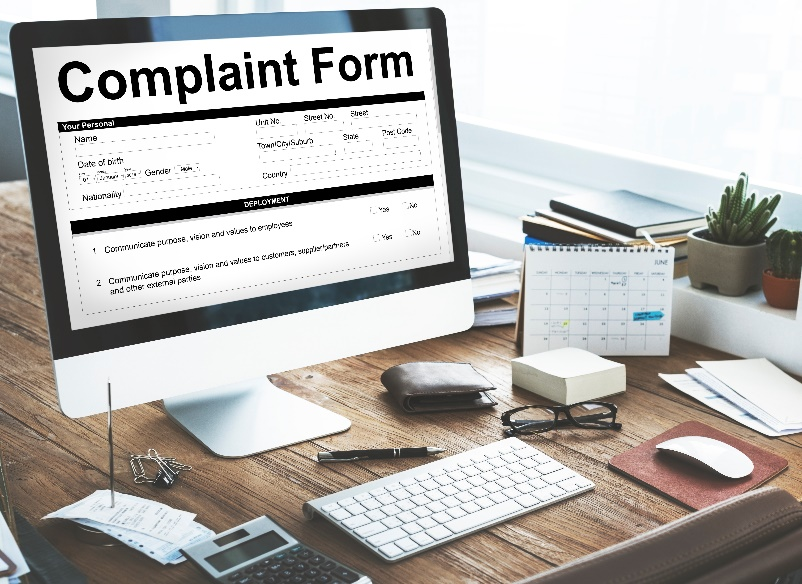 Complaint Form
Your Personal
Name
Unit No Street No Street
Date of birth
Town/City/Suburb State Post Code
Gender
Nationality
Country
DEPLOYMENT
1 Communicate purpose, vision and values to employees Yes No
2 Communicate purpose, vision and values to customers, supplier/partners Yes No
and other external parties
JUNE